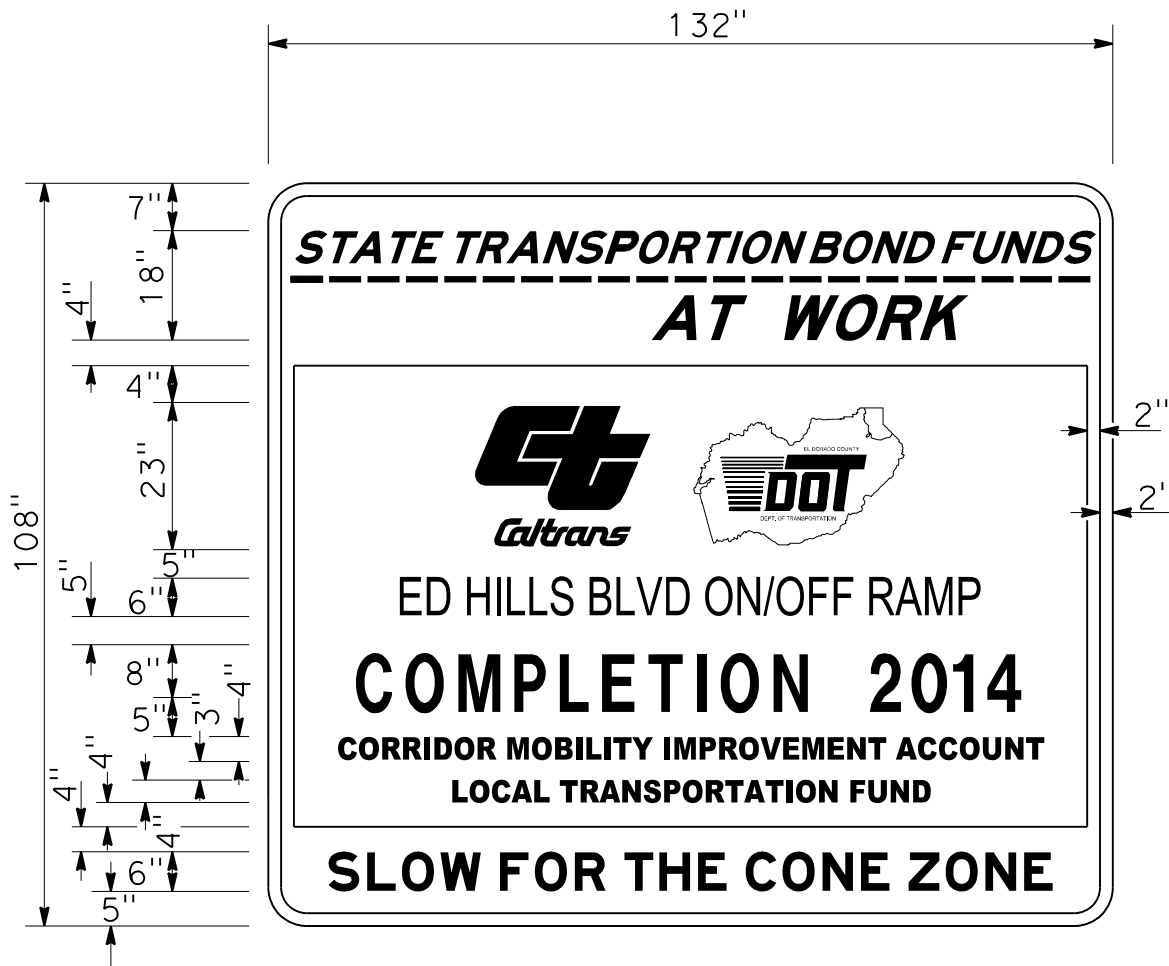 132"
7"
STATE TRANSPORTION BOND FUNDS
18"
4"
AT WORK
4"
2"
EL DORADO COUNTY
Ct
23"
DOT
108"
2'
DEPT. OF TRANSPORTATION
Caltrans
5"
5"
6"
ED HILLS BLVD ON/OFF RAMP
8"
COMPLETION 2014
4"
5"
3"
CORRIDOR MOBILITY IMPROVEMENT ACCOUNT
4"
LOCAL TRANSPORTATION FUND
4"
4"
6"
SLOW FOR THE CONE ZONE
5"